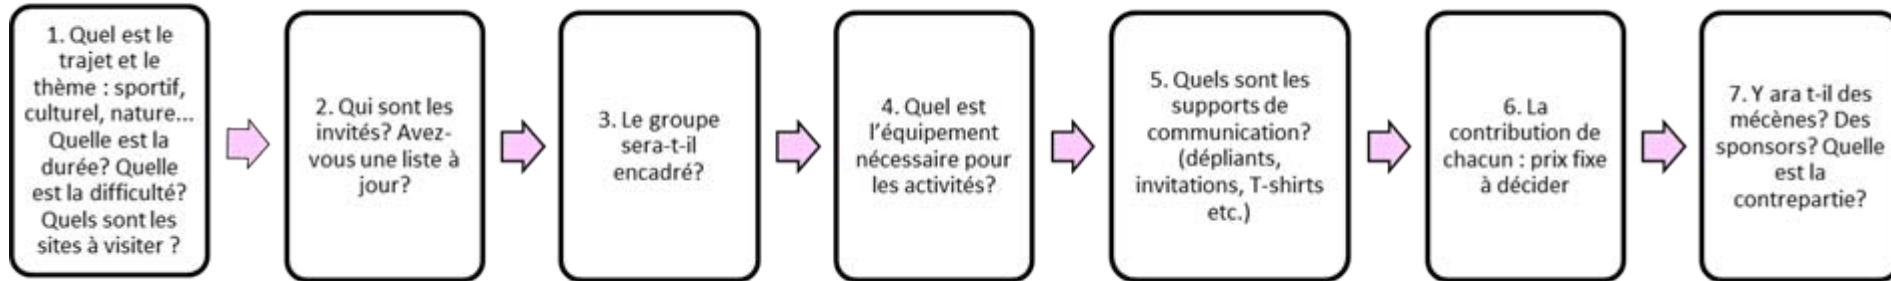 1. Quel est le
trajet et le
thème : sportif,
culturel, nature...
Quelle est la
durée? Quelle
est la difficulté?
Quels sont les
sites à visiter ?
2. Qui sont les
invités? Avez-
vous une liste à
jour?
3. Le groupe
sera-t-il
encadré?
4. Quel est
l'équipement
nécessaire pour
les activités?
5. Quels sont les
supports de
communication?
(dépliants,
invitations, T-shirts
etc.)
6. La
contribution de
chacun : prix fixe
à décider
7. Y ara t-il des
mécènes? Des
sponsors? Quelle
est la
contrepartie?